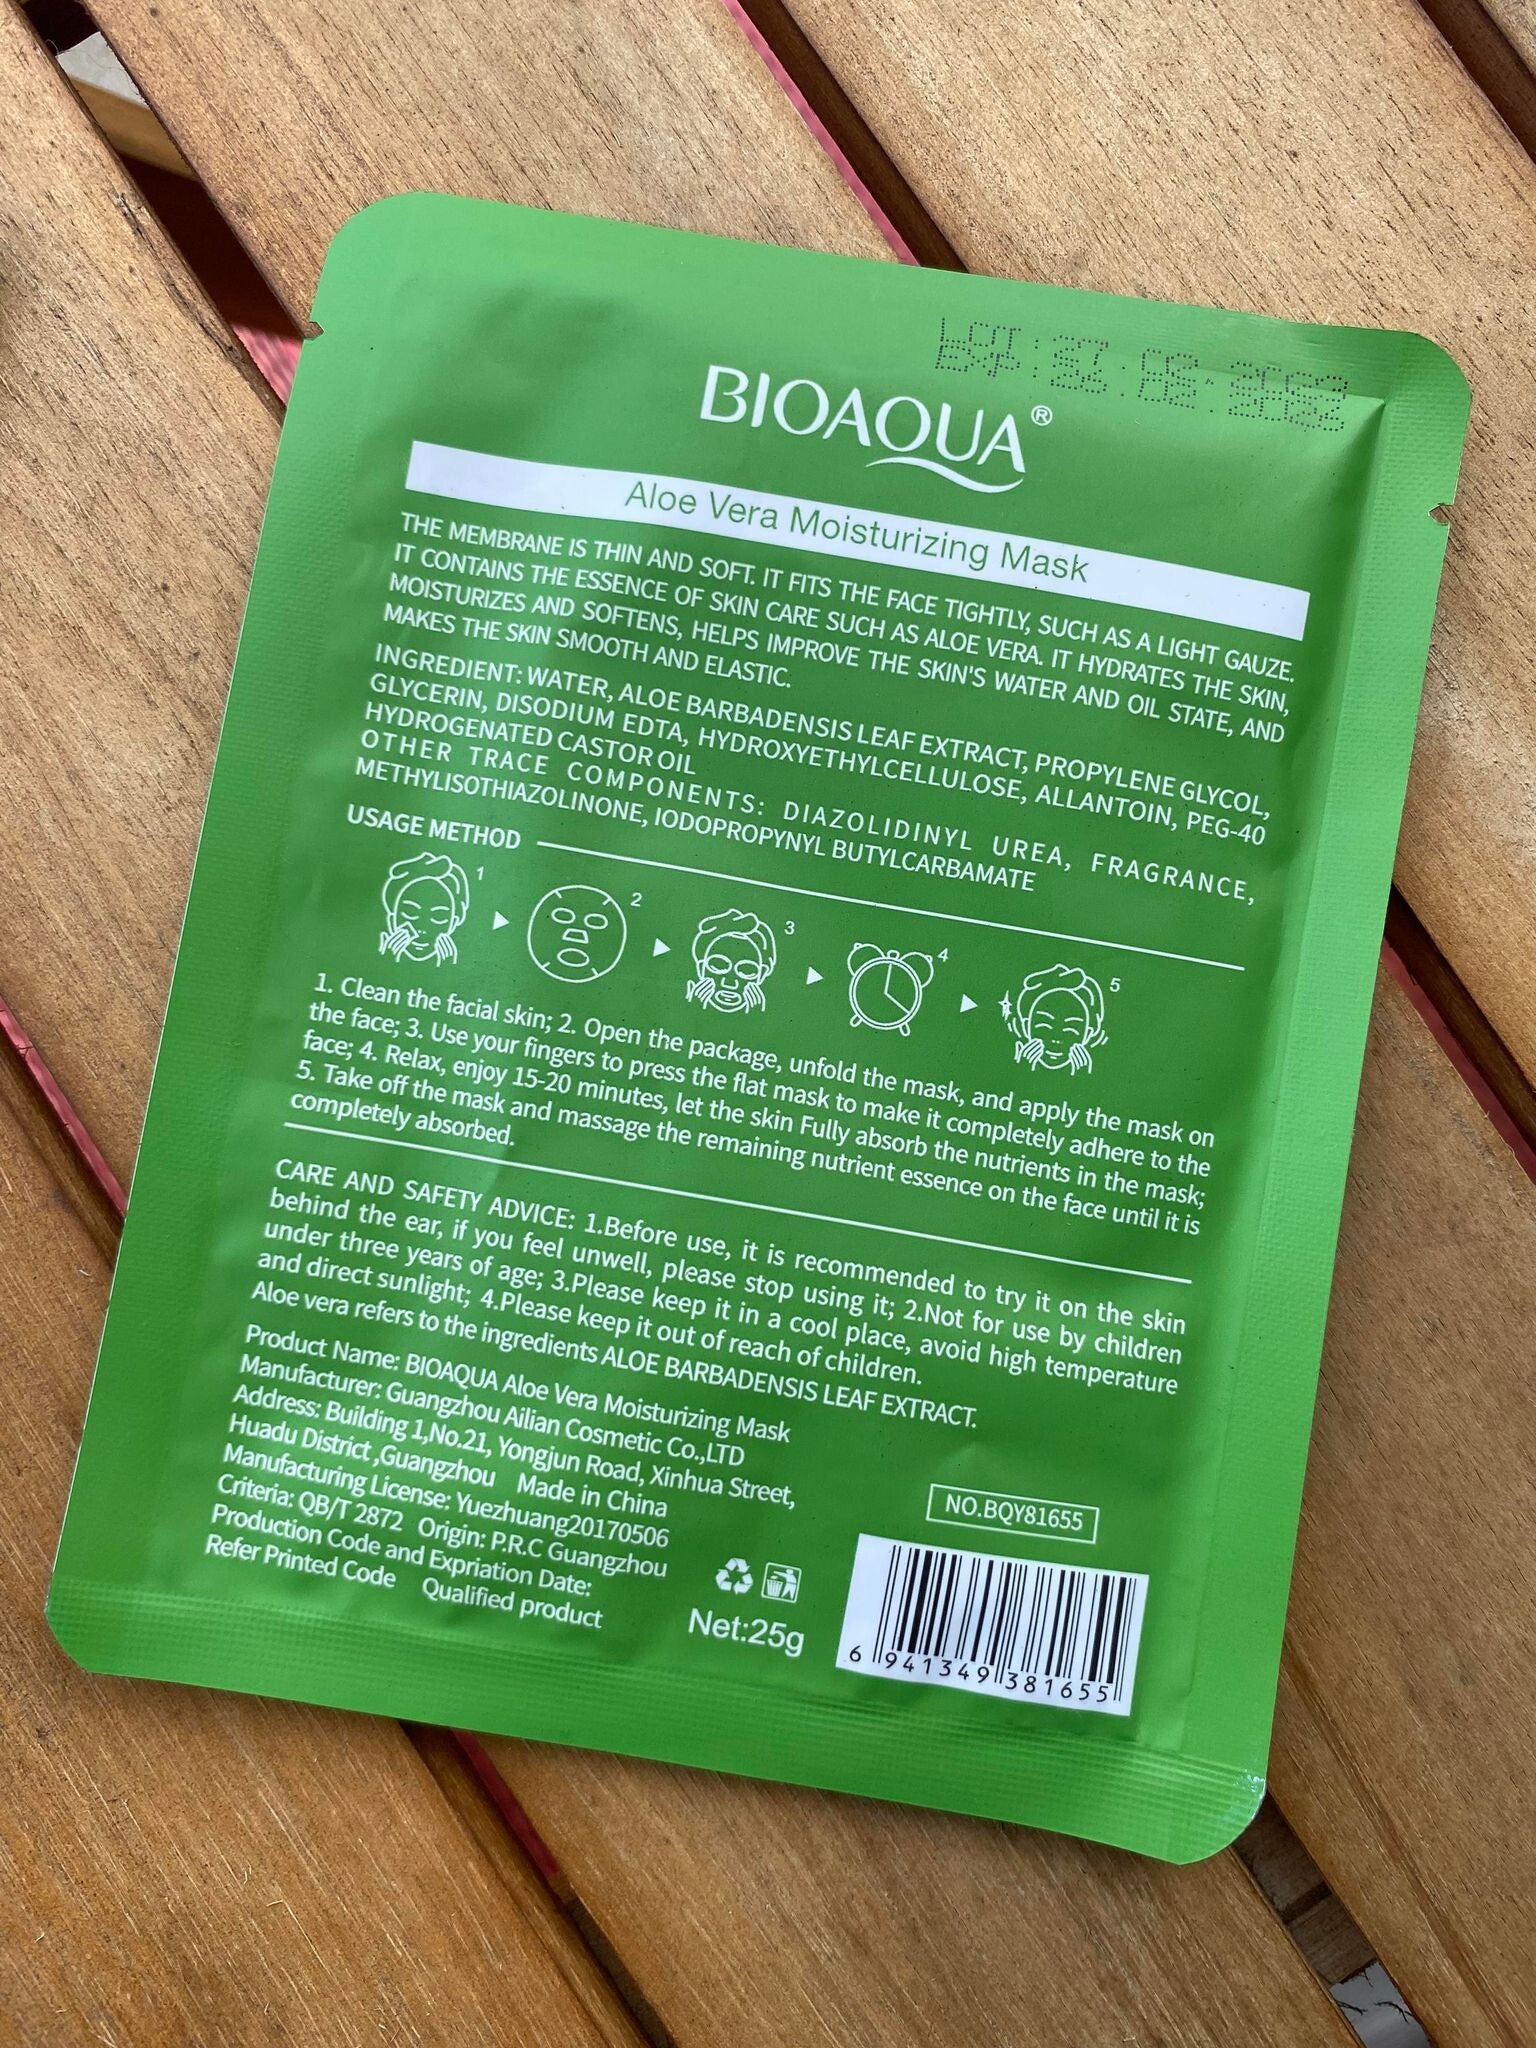 LOT: 27.02.2023
EXP: 26.02.2026
BIOAQUA®
Aloe Vera Moisturizing Mask
THE MEMBRANE IS THIN AND SOFT. IT FITS THE FACE TIGHTLY, SUCH AS A LIGHT GAUZE.
IT CONTAINS THE ESSENCE OF SKIN CARE SUCH AS ALOE VERA. IT HYDRATES THE SKIN,
MOISTURIZES AND SOFTENS, HELPS IMPROVE THE SKIN'S WATER AND OIL STATE, AND
MAKES THE SKIN SMOOTH AND ELASTIC.
INGREDIENT: WATER, ALOE BARBADENSIS LEAF EXTRACT, PROPYLENE GLYCOL,
GLYCERIN, DISODIUM EDTA, HYDROXYETHYLCELLULOSE, ALLANTOIN, PEG-40
HYDROGENATED CASTOR OIL
OTHER TRACE COMPONENTS: DIAZOLIDINYL UREA, FRAGRANCE,
METHYLISOTHIAZOLINONE, IODOPROPYNYL BUTYLCARBAMATE
USAGE METHOD
1 2 3 4 5
1. Clean the facial skin; 2. Open the package, unfold the mask, and apply the mask on
the face; 3. Use your fingers to press the flat mask to make it completely adhere to the
face; 4. Relax, enjoy 15-20 minutes, let the skin Fully absorb the nutrients in the mask;
5. Take off the mask and massage the remaining nutrient essence on the face until it is
completely absorbed.
CARE AND SAFETY ADVICE: 1.Before use, it is recommended to try it on the skin
behind the ear, if you feel unwell, please stop using it; 2.Not for use by children
under three years of age; 3.Please keep it in a cool place, avoid high temperature
and direct sunlight; 4.Please keep it out of reach of children.
Aloe vera refers to the ingredients ALOE BARBADENSIS LEAF EXTRACT.
Product Name: BIOAQUA Aloe Vera Moisturizing Mask
Manufacturer: Guangzhou Ailian Cosmetic Co.,LTD
Address: Building 1,No.21, Yongjun Road, Xinhua Street,
Huadu District ,Guangzhou Made in China
Manufacturing License: Yuezhuang20170506
Criteria: QB/T 2872 Origin: P.R.C Guangzhou
Production Code and Expriation Date:
Refer Printed Code Qualified product
Net:25g
NO.BQY81655
6 941349 381655